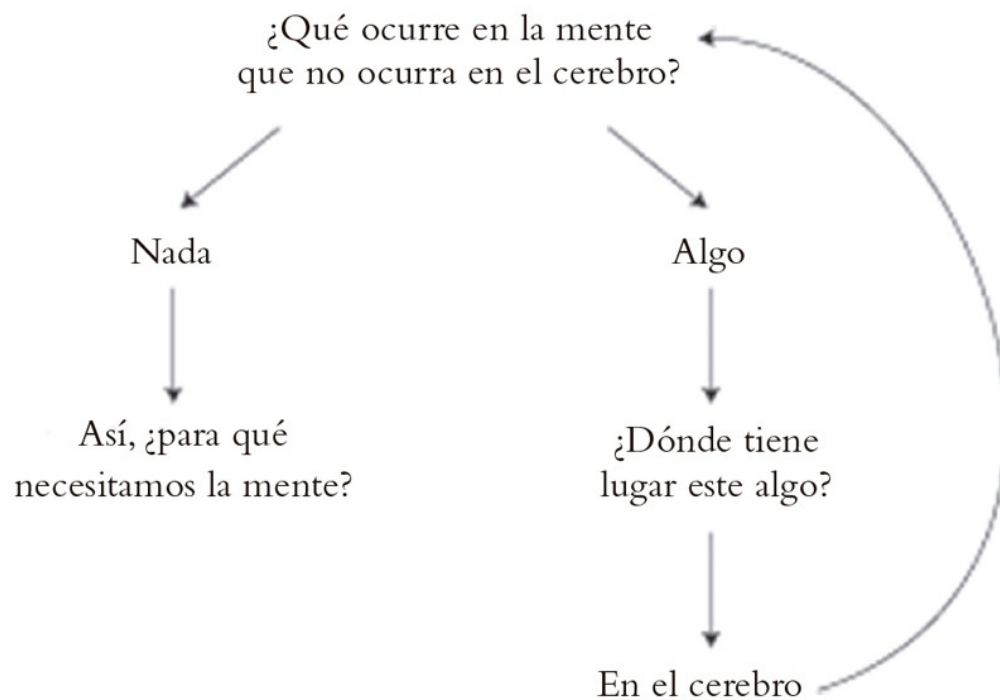 ¿Qué ocurre en la mente
que no ocurra en el cerebro?
Nada
Algo
Así, ¿para qué
necesitamos la mente?
¿Dónde tiene
lugar este algo?
En el cerebro